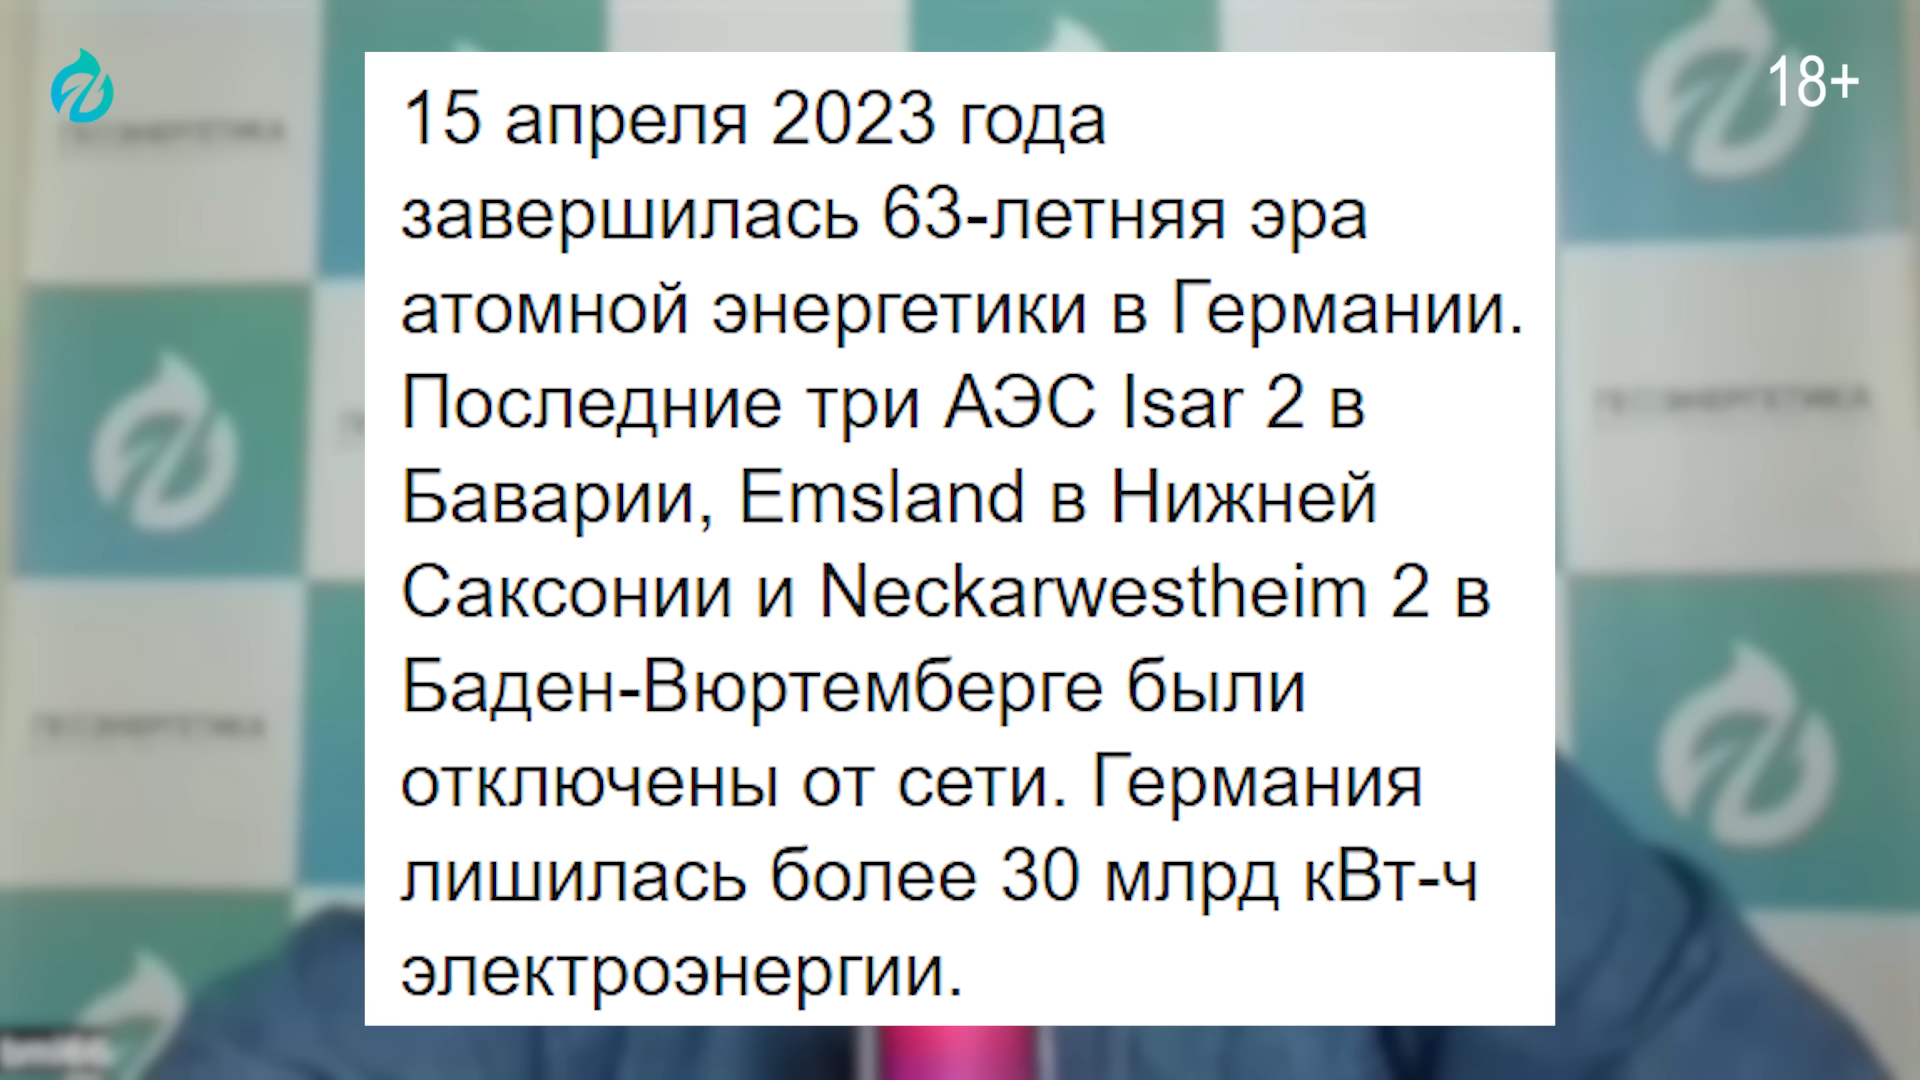 18+
15 апреля 2023 года
завершилась 63-летняя эра
атомной энергетики в Германии.
Последние три АЭС Isar 2 в
Баварии, Emsland в Нижней
Саксонии и Neckarwestheim 2 в
Баден-Вюртемберге были
отключены от сети. Германия
лишилась более 30 млрд кВт-ч
электроэнергии.